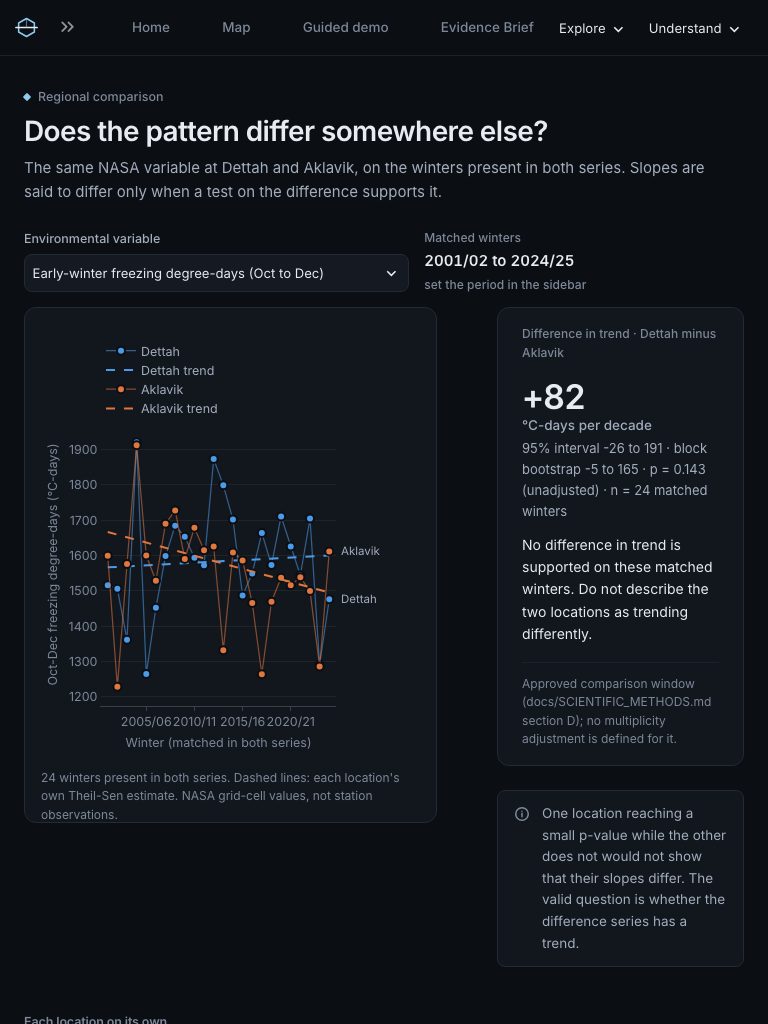 Home Map Guided demo Evidence Brief Explore Understand
Regional comparison
Does the pattern differ somewhere else?
The same NASA variable at Dettah and Aklavik, on the winters present in both series. Slopes are
said to differ only when a test on the difference supports it.
Environmental variable
Early-winter freezing degree-days (Oct to Dec)
Matched winters
2001/02 to 2024/25
set the period in the sidebar
Dettah
Dettah trend
Aklavik
Aklavik trend
Oct-Dec freezing degree-days (°C-days)
1900
1800
1700
1600
1500
1400
1300
1200
Aklavik
Dettah
2005/06 2010/11 2015/16 2020/21
Winter (matched in both series)
24 winters present in both series. Dashed lines: each location's
own Theil-Sen estimate. NASA grid-cell values, not station
observations.
Difference in trend · Dettah minus
Aklavik
+82
°C-days per decade
95% interval -26 to 191 · block
bootstrap -5 to 165 · p = 0.143
(unadjusted) · n = 24 matched
winters
No difference in trend is
supported on these matched
winters. Do not describe the
two locations as trending
differently.
Approved comparison window
(docs/SCIENTIFIC_METHODS.md
section D); no multiplicity
adjustment is defined for it.
One location reaching a
small p-value while the other
does not would not show
that their slopes differ. The
valid question is whether the
difference series has a
trend.
Each location on its own